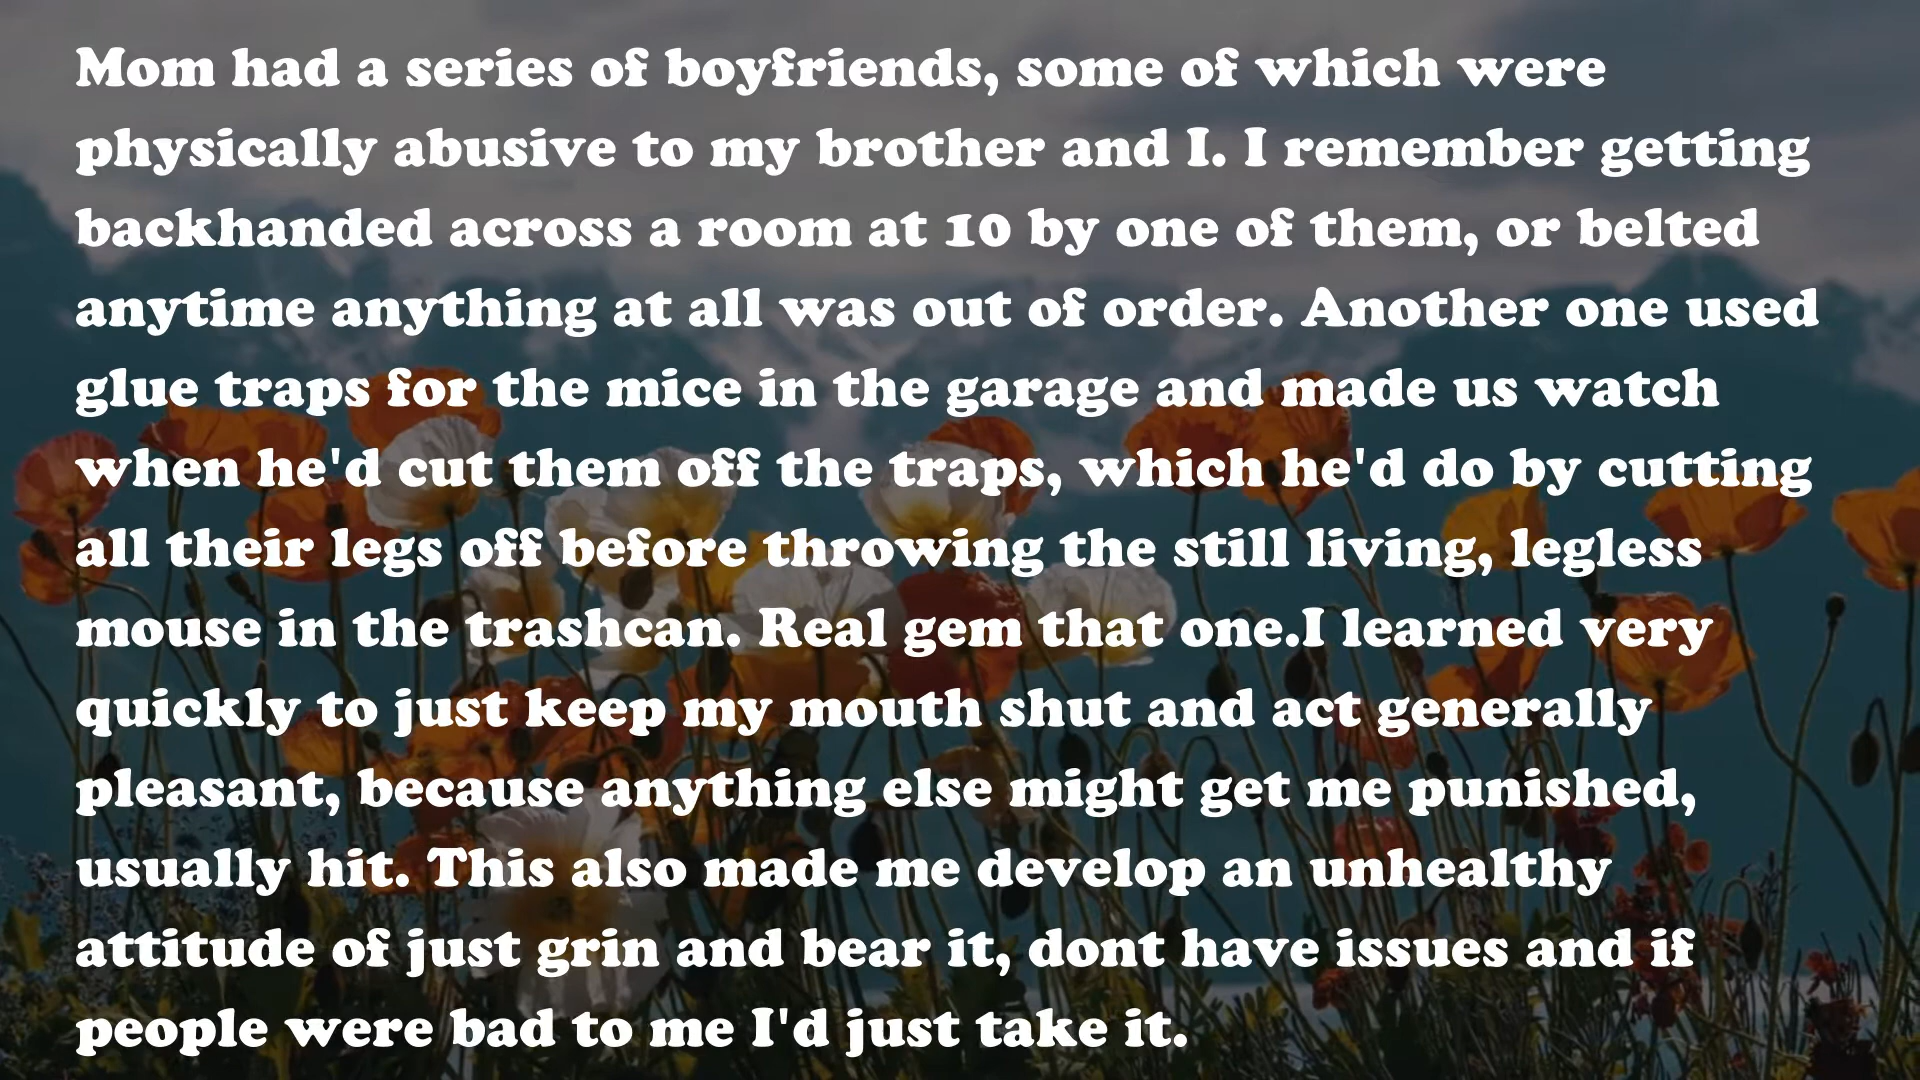 Mom had a series of boyfriends, some of which were
physically abusive to my brother and I. I remember getting
backhanded across a room at 10 by one of them, or belted
anytime anything at all was out of order. Another one used
glue traps for the mice in the garage and made us watch
when he'd cut them off the traps, which he'd do by cutting
all their legs off before throwing the still living, legless
mouse in the trashcan. Real gem that one.I learned very
quickly to just keep my mouth shut and act generally
pleasant, because anything else might get me punished,
usually hit. This also made me develop an unhealthy
attitude of just grin and bear it, dont have issues and if
people were bad to me I'd just take it.